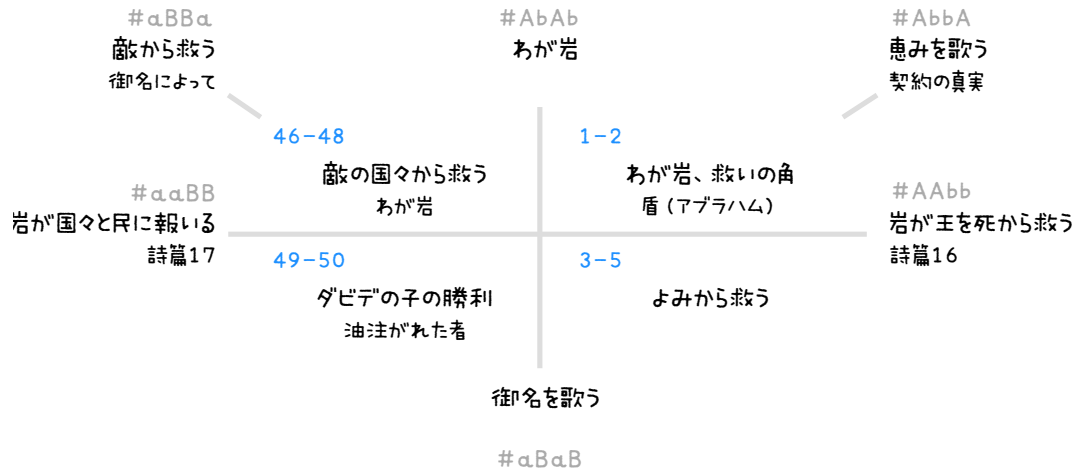 #aBBa
敵から救う
御名によって
#AbAb
わが岩
#AbbA
恵みを歌う
契約の真実
46-48
敵の国々から救う
わが岩
1-2
わが岩、救いの角
盾(アブラハム)
#aaBB
岩が国々と民に報いる
詩篇17
#AAbb
岩が王を死から救う
詩篇16
49-50
ダビデの子の勝利
油注がれた者
3-5
よみから救う
御名を歌う
#aBaB